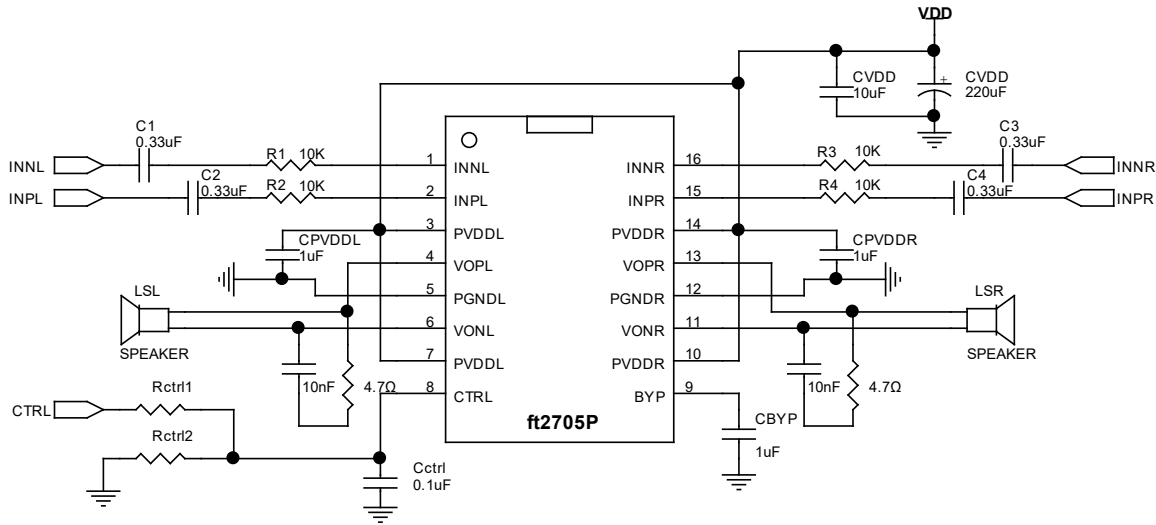 VDD
CVDD
10uF
+
CVDD
220uF
C1
0.33uF
INNL
R1 10K
1
INNL
C2
0.33uF
INPL
R2 10K
2
INPL
3
PVDDL
CPVDDL
1uF
4
VOPL
5
PGNDL
LSL
SPEAKER
6
VONL
7
PVDDL
10nF
4.7Ω
8
CTRL
Rctrl1
CTRL
Rctrl2
Cctrl
0.1uF
ft2705P
INNR
16
R3 10K
C3
0.33uF
INNR
INPR
15
R4 10K
C4
0.33uF
INPR
PVDDR
14
CPVDDR
1uF
VOPR
13
PGNDR
12
LSR
SPEAKER
VONR
11
PVDDR
10
10nF
4.7Ω
BYP
9
CBYP
1uF